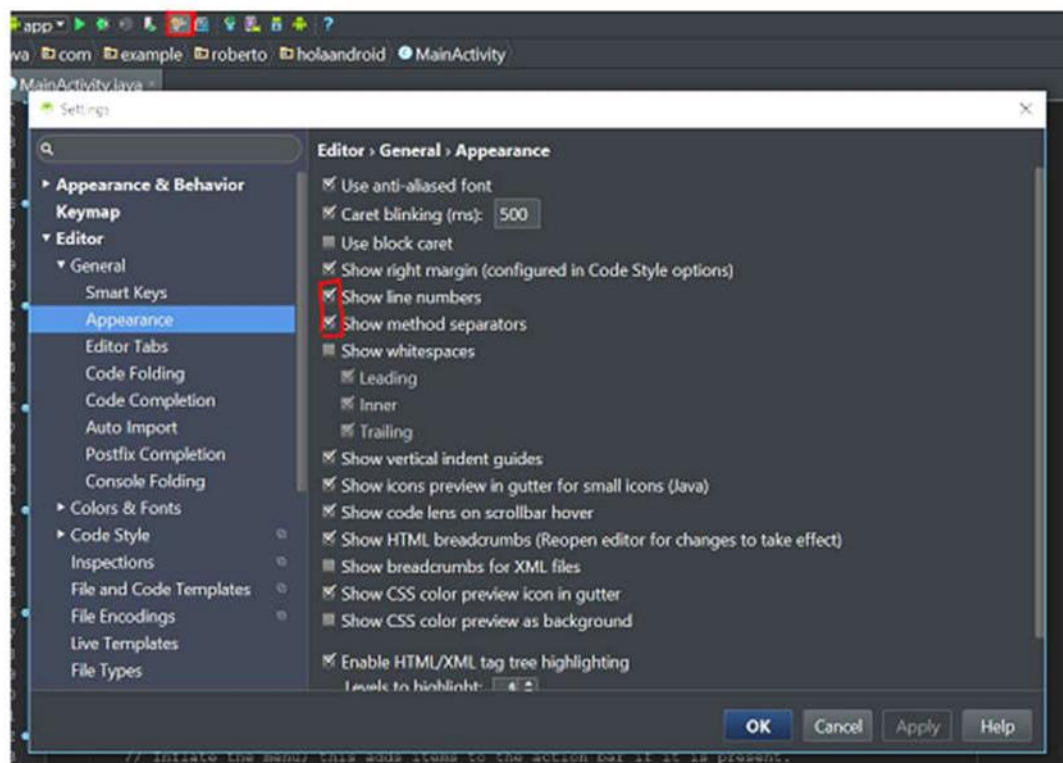 app
va com example roberto holaandroid MainActivity
MainActivity.java
Settings
Appearance & Behavior
Keymap
Editor
General
Smart Keys
Appearance
Editor Tabs
Code Folding
Code Completion
Auto Import
Postfix Completion
Console Folding
Colors & Fonts
Code Style
Inspections
File and Code Templates
File Encodings
Live Templates
File Types
Editor › General › Appearance
Use anti-aliased font
Caret blinking (ms): 500
Use block caret
Show right margin (configured in Code Style options)
Show line numbers
Show method separators
Show whitespaces
Leading
Inner
Trailing
Show vertical indent guides
Show icons preview in gutter for small icons (Java)
Show code lens on scrollbar hover
Show HTML breadcrumbs (Reopen editor for changes to take effect)
Show breadcrumbs for XML files
Show CSS color preview icon in gutter
Show CSS color preview as background
Enable HTML/XML tag tree highlighting
Levels to highlight:
OK Cancel Apply Help
// Inflate the menu; this adds items to the action bar if it is present.